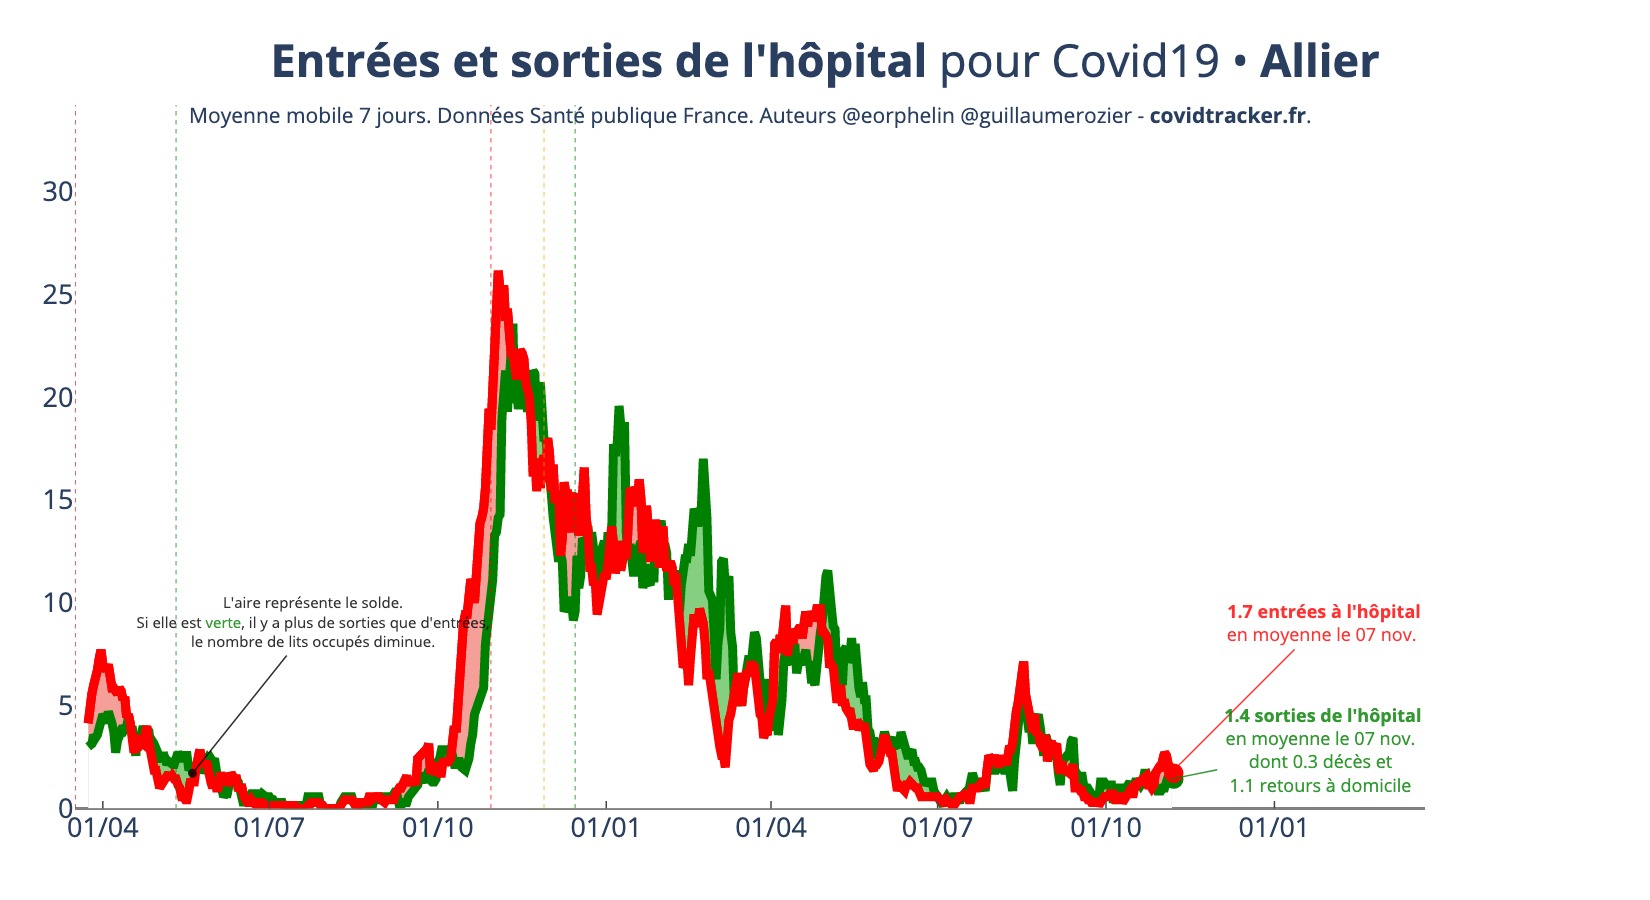 Entrées et sorties de l'hôpital pour Covid19 • Allier
Moyenne mobile 7 jours. Données Santé publique France. Auteurs @eorphelin @guillaumerozier - covidtracker.fr.
30
25
20
15
10
5
0
L'aire représente le solde.
Si elle est verte, il y a plus de sorties que d'entrées,
le nombre de lits occupés diminue.
1.7 entrées à l'hôpital
en moyenne le 07 nov.
1.4 sorties de l'hôpital
en moyenne le 07 nov.
dont 0.3 décès et
1.1 retours à domicile
01/04 01/07 01/10 01/01 01/04 01/07 01/10 01/01